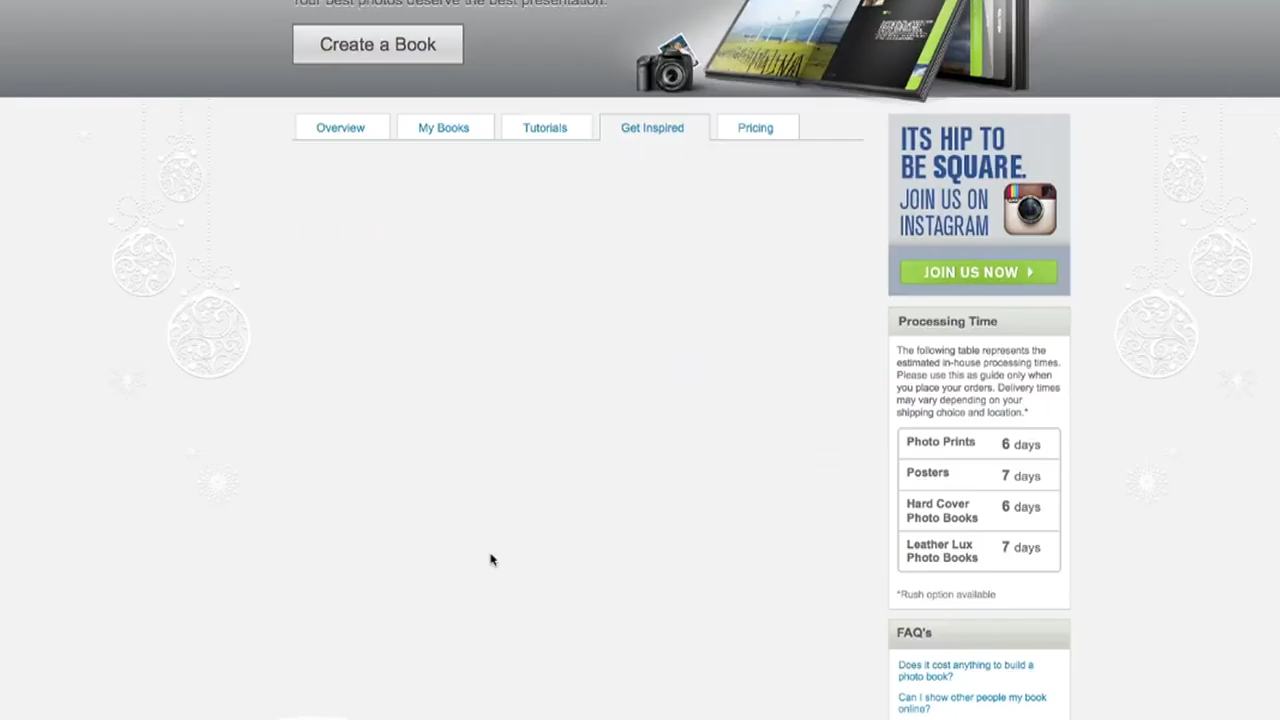 Your best photos deserve the best presentation.
Create a Book
Overview
My Books
Tutorials
Get Inspired
Pricing
ITS HIP TO
BE SQUARE.
JOIN US ON
INSTAGRAM
JOIN US NOW
Processing Time
The following table represents the
estimated in-house processing times.
Please use this as guide only when
you place your orders. Delivery times
may vary depending on your
shipping choice and location.*
Photo Prints 6 days
Posters 7 days
Hard Cover
Photo Books 6 days
Leather Lux
Photo Books 7 days
*Rush option available
FAQ's
Does it cost anything to build a
photo book?
Can I show other people my book
online?